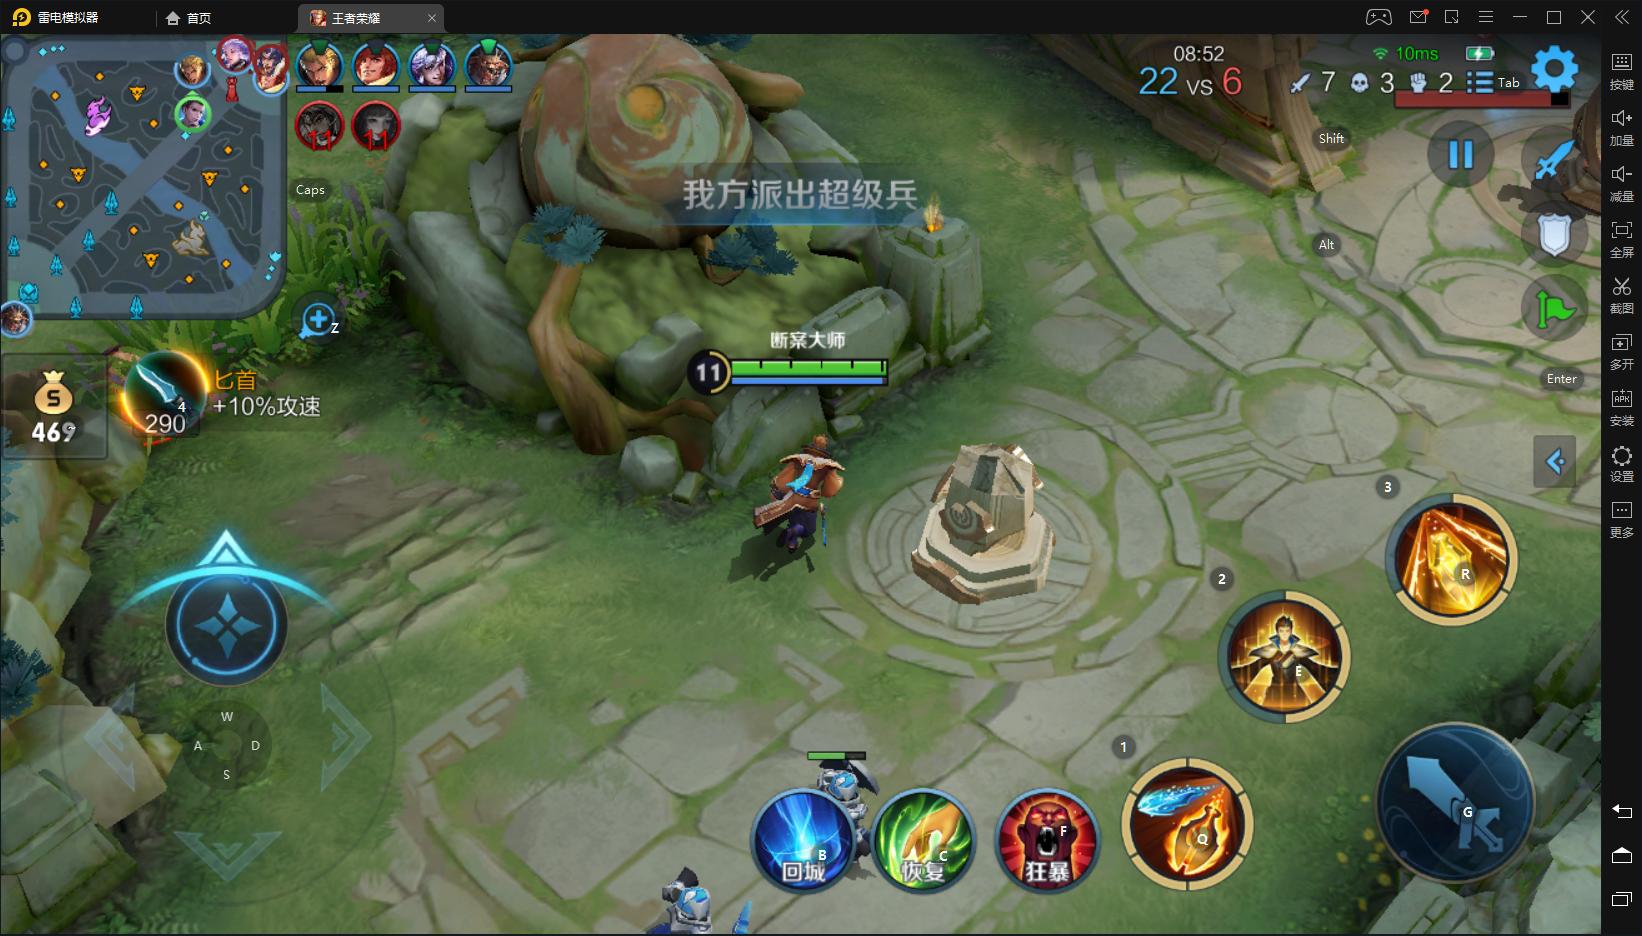 雷电模拟器
首页
王者荣耀
08:52
10ms
22 VS 6
7
3
2
Tab
11
11
Caps
Shift
Alt
Enter
我方派出超级兵
Z
469
290
4
匕首
+10%攻速
断案大师
11
W
A
D
S
3
R
2
E
1
Q
G
B
回城
C
恢复
F
狂暴
按键
加量
减量
全屏
截图
多开
APK
安装
设置
更多